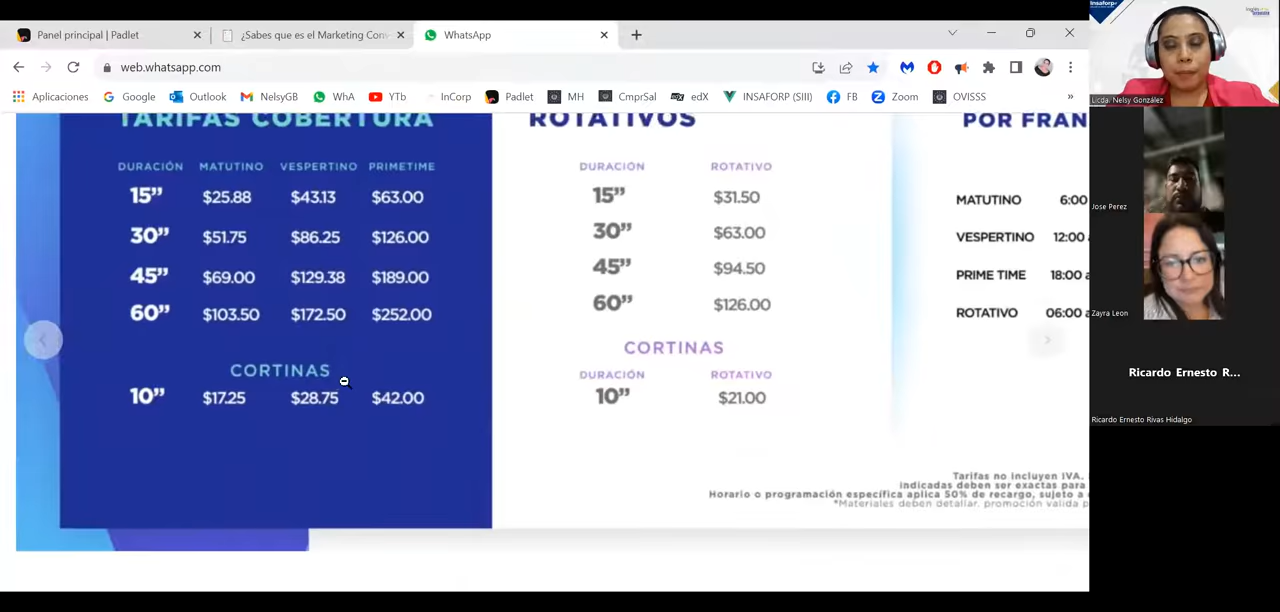 Panel principal | Padlet
¿Sabes que es el Marketing Con
WhatsApp
web.whatsapp.com
Aplicaciones Google Outlook NelsyGB WhA YTb InCorp Padlet MH CmprSal edX INSAFORP (SIII) FB Zoom OVISSS »
TARIFAS COBERTURA
DURACIÓN MATUTINO VESPERTINO PRIMETIME
15” $25.88 $43.13 $63.00
30” $51.75 $86.25 $126.00
45” $69.00 $129.38 $189.00
60” $103.50 $172.50 $252.00
CORTINAS
10” $17.25 $28.75 $42.00
ROTATIVOS
DURACIÓN ROTATIVO
15” $31.50
30” $63.00
45” $94.50
60” $126.00
CORTINAS
DURACIÓN ROTATIVO
10” $21.00
POR FRAN
MATUTINO 6:00
VESPERTINO 12:00 a
PRIME TIME 18:00 a
ROTATIVO 06:00 a
Tarifas no incluyen IVA.
indicadas deben ser exactas para
Horario o programación específica aplica 50% de recargo, sujeto a
*Materiales deben detallar. promoción valida p
Insaforp
Licda. Nelsy González
Jose Perez
Zayra Leon
Ricardo Ernesto R...
Ricardo Ernesto Rivas Hidalgo